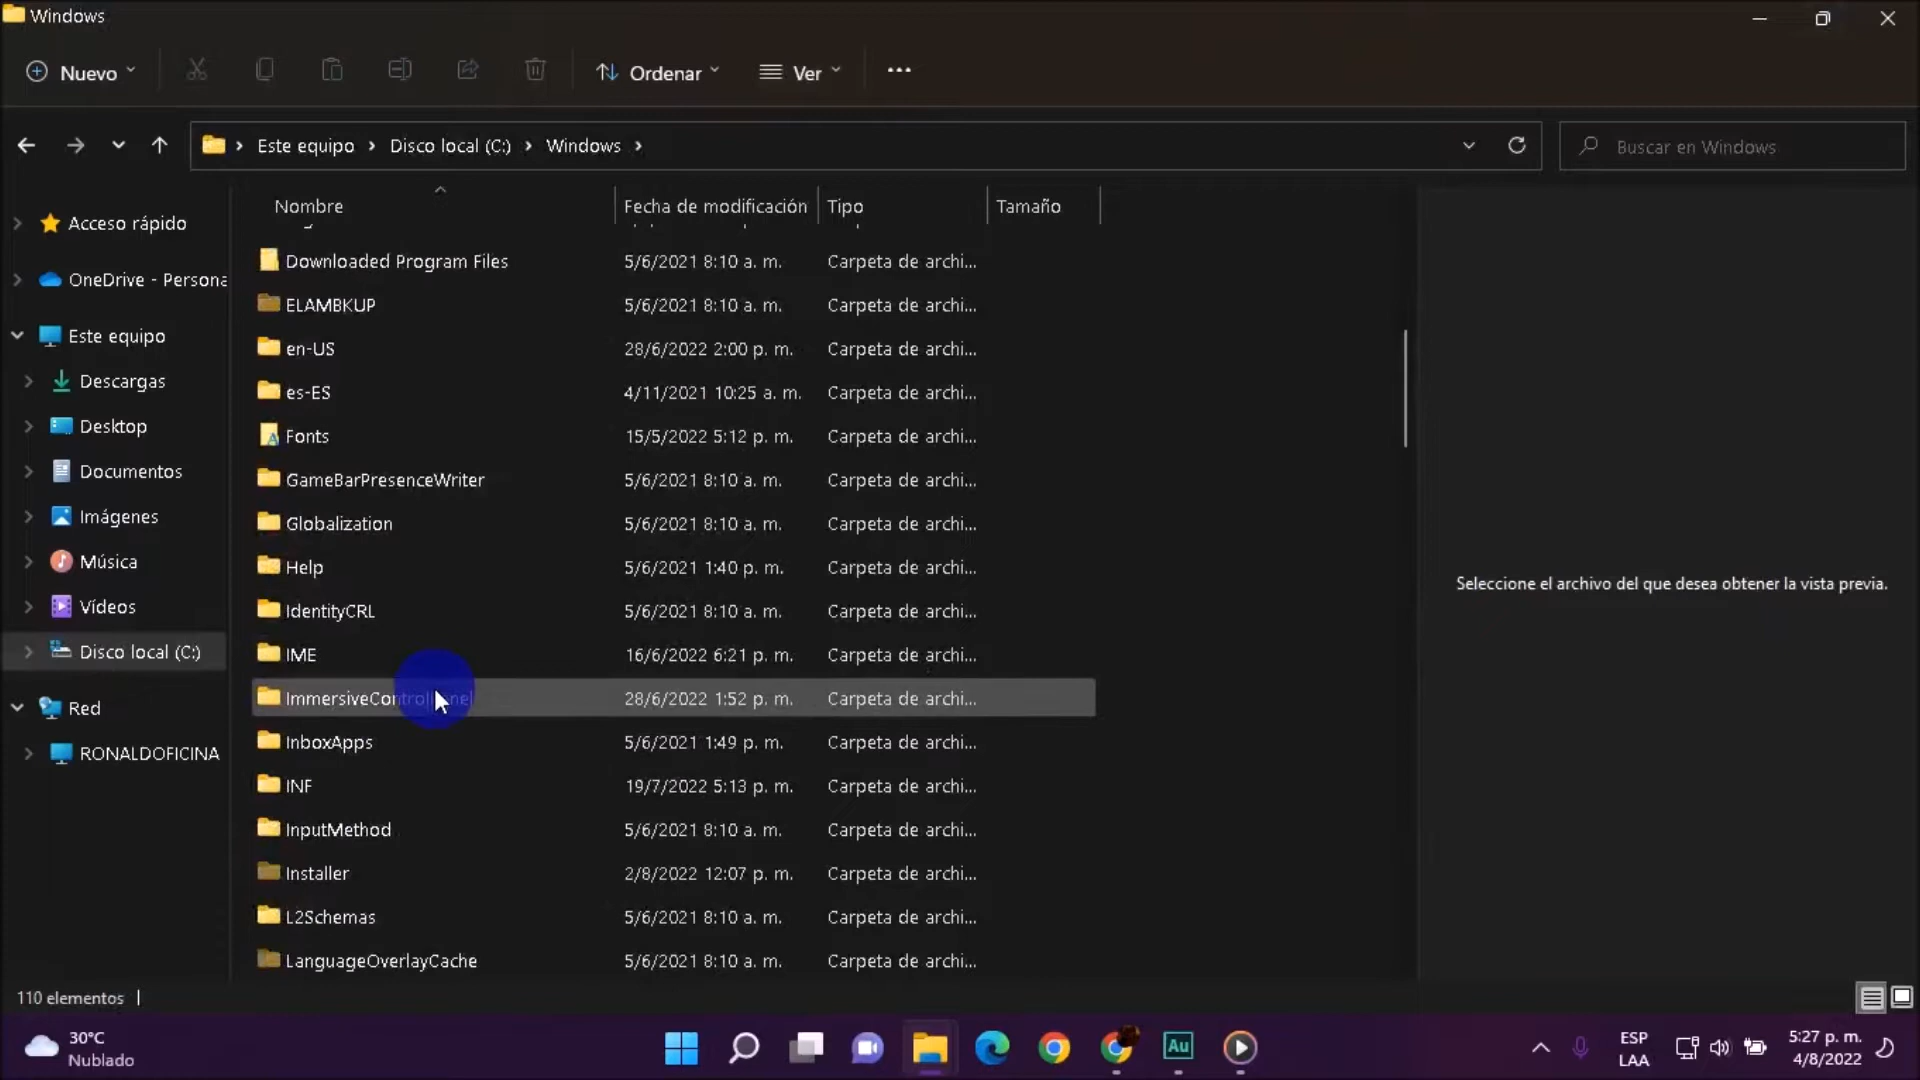 Windows
Nuevo
Ordenar
Ver
Este equipo
Disco local (C:)
Windows
Buscar en Windows
Nombre
Fecha de modificación
Tipo
Tamaño
Acceso rápido
OneDrive - Persona
Este equipo
Descargas
Desktop
Documentos
Imágenes
Música
Vídeos
Disco local (C:)
Red
RONALDOFICINA
Downloaded Program Files 5/6/2021 8:10 a. m. Carpeta de archi...
ELAMBKUP 5/6/2021 8:10 a. m. Carpeta de archi...
en-US 28/6/2022 2:00 p. m. Carpeta de archi...
es-ES 4/11/2021 10:25 a. m. Carpeta de archi...
Fonts 15/5/2022 5:12 p. m. Carpeta de archi...
GameBarPresenceWriter 5/6/2021 8:10 a. m. Carpeta de archi...
Globalization 5/6/2021 8:10 a. m. Carpeta de archi...
Help 5/6/2021 1:40 p. m. Carpeta de archi...
IdentityCRL 5/6/2021 8:10 a. m. Carpeta de archi...
IME 16/6/2022 6:21 p. m. Carpeta de archi...
ImmersiveControlPanel 28/6/2022 1:52 p. m. Carpeta de archi...
InboxApps 5/6/2021 1:49 p. m. Carpeta de archi...
INF 19/7/2022 5:13 p. m. Carpeta de archi...
InputMethod 5/6/2021 8:10 a. m. Carpeta de archi...
Installer 2/8/2022 12:07 p. m. Carpeta de archi...
L2Schemas 5/6/2021 8:10 a. m. Carpeta de archi...
LanguageOverlayCache 5/6/2021 8:10 a. m. Carpeta de archi...
Seleccione el archivo del que desea obtener la vista previa.
110 elementos
30°C
Nublado
Au
ESP
LAA
5:27 p. m.
4/8/2022